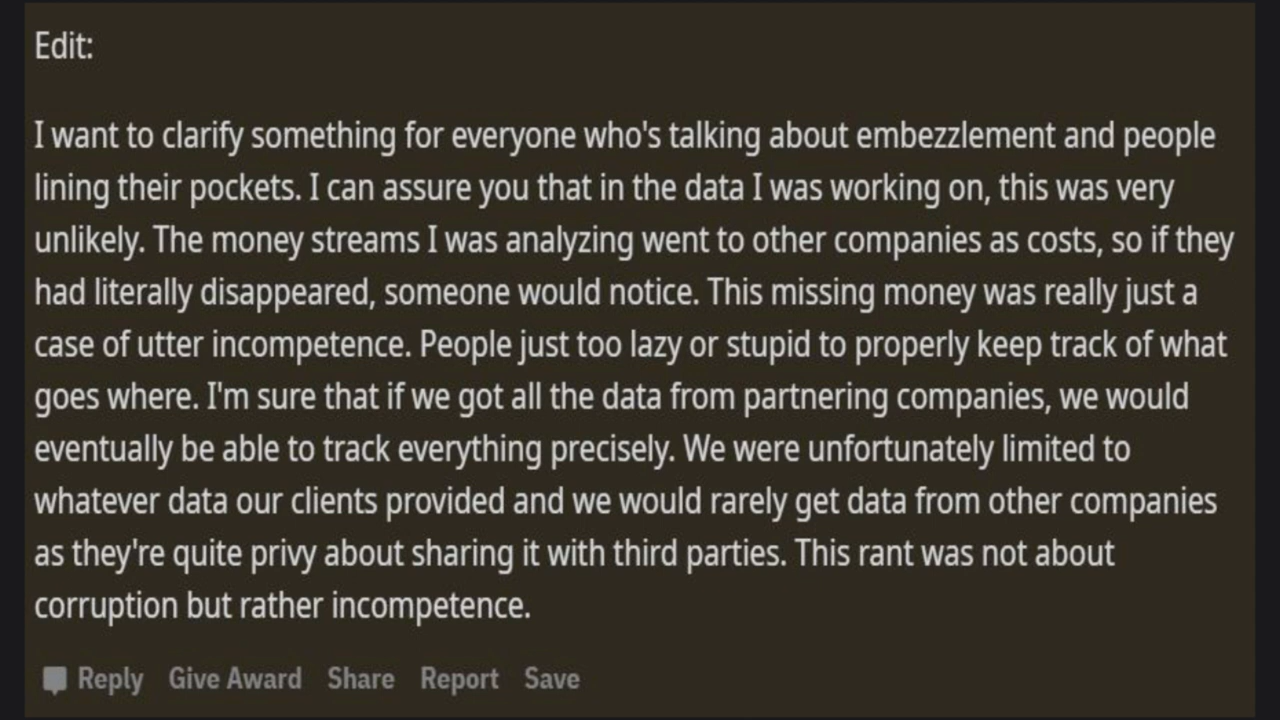 Edit:
I want to clarify something for everyone who's talking about embezzlement and people
lining their pockets. I can assure you that in the data I was working on, this was very
unlikely. The money streams I was analyzing went to other companies as costs, so if they
had literally disappeared, someone would notice. This missing money was really just a
case of utter incompetence. People just too lazy or stupid to properly keep track of what
goes where. I'm sure that if we got all the data from partnering companies, we would
eventually be able to track everything precisely. We were unfortunately limited to
whatever data our clients provided and we would rarely get data from other companies
as they're quite privy about sharing it with third parties. This rant was not about
corruption but rather incompetence.
Reply Give Award Share Report Save